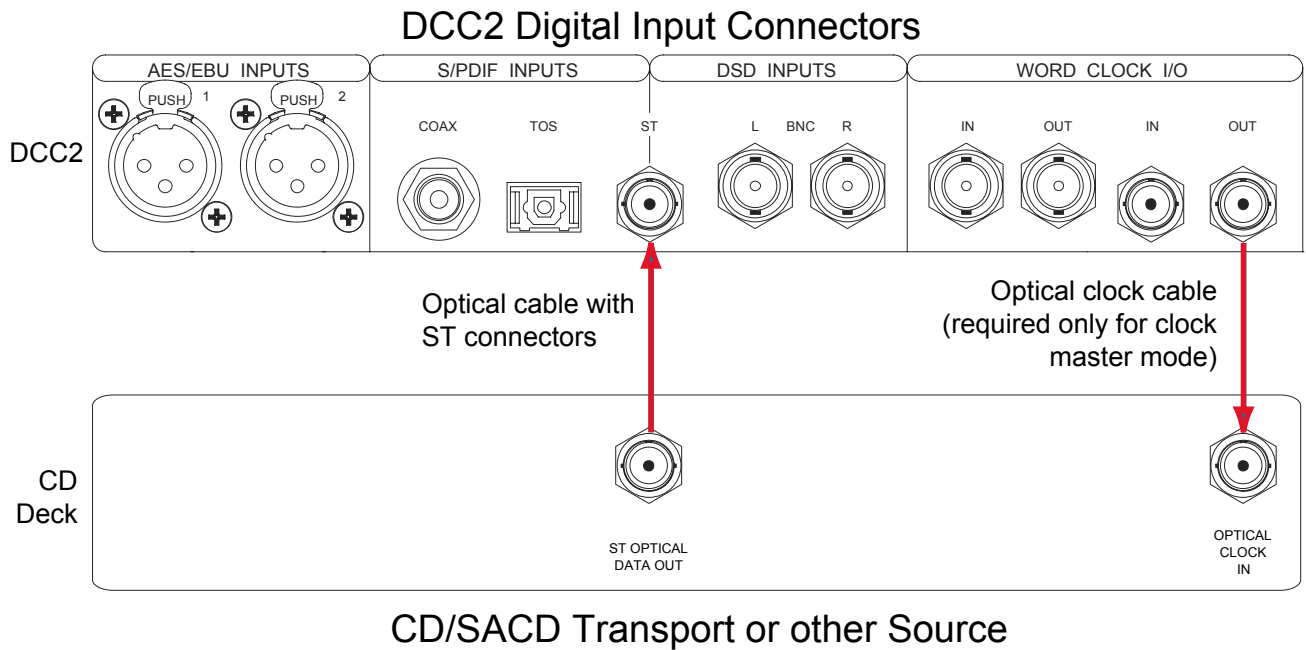 DCC2 Digital Input Connectors
AES/EBU INPUTS
S/PDIF INPUTS
DSD INPUTS
WORD CLOCK I/O
PUSH 1
PUSH 2
COAX
TOS
ST
L BNC R
IN
OUT
IN
OUT
DCC2
Optical cable with
ST connectors
Optical clock cable
(required only for clock
master mode)
CD
Deck
ST OPTICAL
DATA OUT
OPTICAL
CLOCK
IN
CD/SACD Transport or other Source